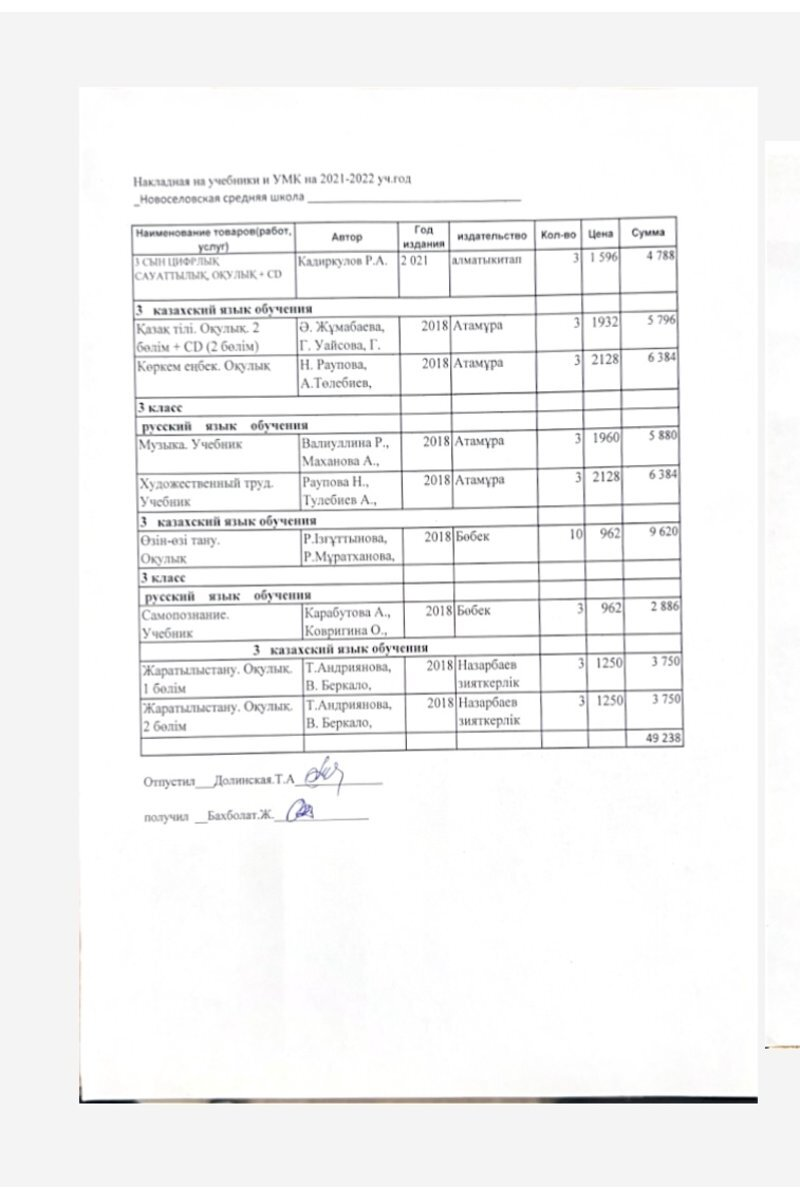 Накладная на учебники и УМК на 2021-2022 уч.год
_Новоселовская средняя школа
Наименование товаров(работ, услуг) Автор Год издания издательство Кол-во Цена Сумма
3 СЫН ЦИФРЛЫҚ Кадиркулов Р.А. 2 021 алматыкитап 3 1 596 4 788
САУАТТЫЛЫҚ, ОҚУЛЫҚ + CD
3 казахский язык обучения
Қазақ тілі. Оқулық. 2 Ә. Жұмабаева, 2018 Атамұра 3 1932 5 796
бөлім + CD (2 бөлім) Г. Уайсова, Г.
Көркем еңбек. Оқулық Н. Раупова, 2018 Атамұра 3 2128 6 384
А.Төлебиев,
3 класс
русский язык обучения
Музыка. Учебник Валиуллина Р., 2018 Атамұра 3 1960 5 880
Маханова А.,
Художественный труд. Раупова Н., 2018 Атамұра 3 2128 6 384
Учебник Тулебиев А.,
3 казахский язык обучения
Өзін-өзі тану. Р.Ізғұттынова, 2018 Бөбек 10 962 9 620
Оқулық Р.Мұратханова,
3 класс
русский язык обучения
Самопознание. Карабутова А., 2018 Бөбек 3 962 2 886
Учебник Ковригина О.,
3 казахский язык обучения
Жаратылыстану. Оқулық. Т.Андриянова, 2018 Назарбаев 3 1250 3 750
1 бөлім В. Беркало, зияткерлік
Жаратылыстану. Оқулық. Т.Андриянова, 2018 Назарбаев 3 1250 3 750
2 бөлім В. Беркало, зияткерлік
49 238
Отпустил__Долинская.Т.А
получил __Бахболат.Ж.